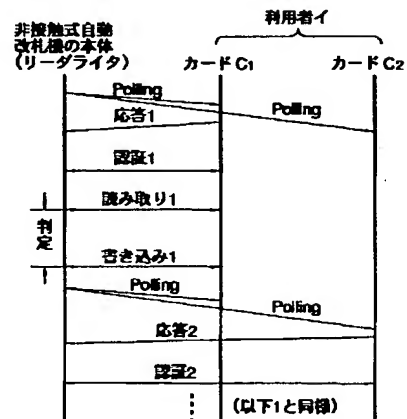 利用者イ
非接触式自動
改札機の本体
(リーダライタ)
カードC1
カードC2
Polling
Polling
応答1
認証1
読み取り1
判定
書き込み1
Polling
Polling
応答2
認証2
(以下1と同様)